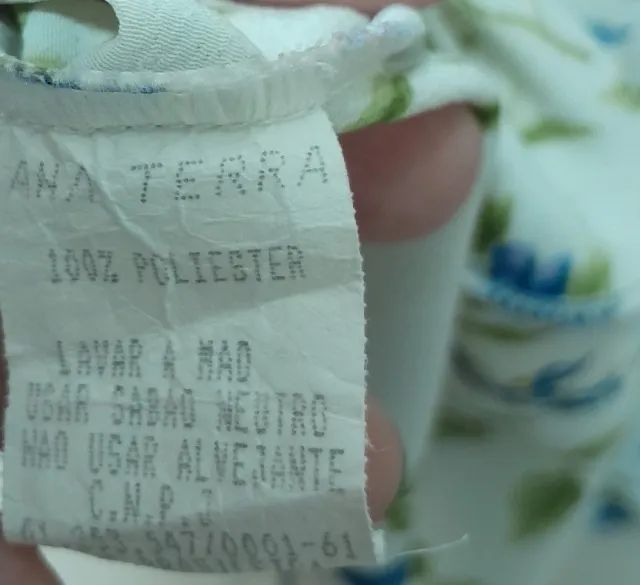 ANA TERRA
100% POLIESTER
LAVAR A MAO
USAR SABAO NEUTRO
NAO USAR ALVEJANTE
C.N.P.J